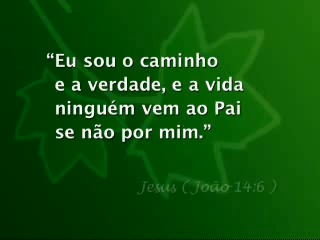 “Eu sou o caminho
e a verdade, e a vida
ninguém vem ao Pai
se não por mim.”
Jesus ( João 14:6 )